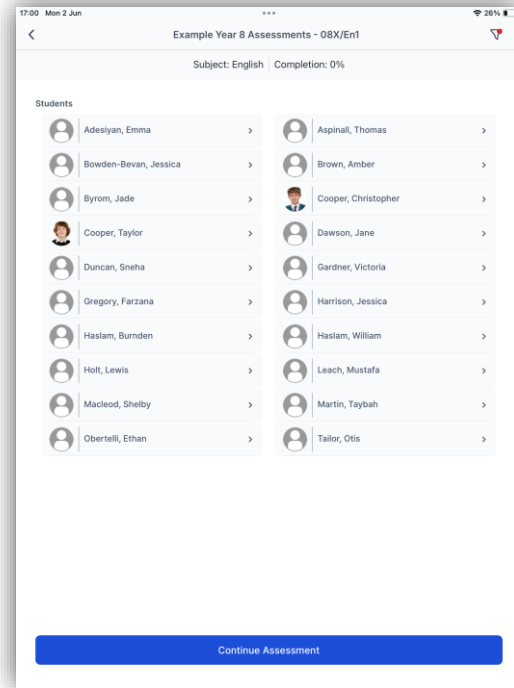 17:00 Mon 2 Jun 26%
Example Year 8 Assessments - 08X/En1
Subject: English Completion: 0%
Students
Adesiyan, Emma
Aspinall, Thomas
Bowden-Bevan, Jessica
Brown, Amber
Byrom, Jade
Cooper, Christopher
Cooper, Taylor
Dawson, Jane
Duncan, Sneha
Gardner, Victoria
Gregory, Farzana
Harrison, Jessica
Haslam, Burnden
Haslam, William
Holt, Lewis
Leach, Mustafa
Macleod, Shelby
Martin, Taybah
Obertelli, Ethan
Tailor, Otis
Continue Assessment